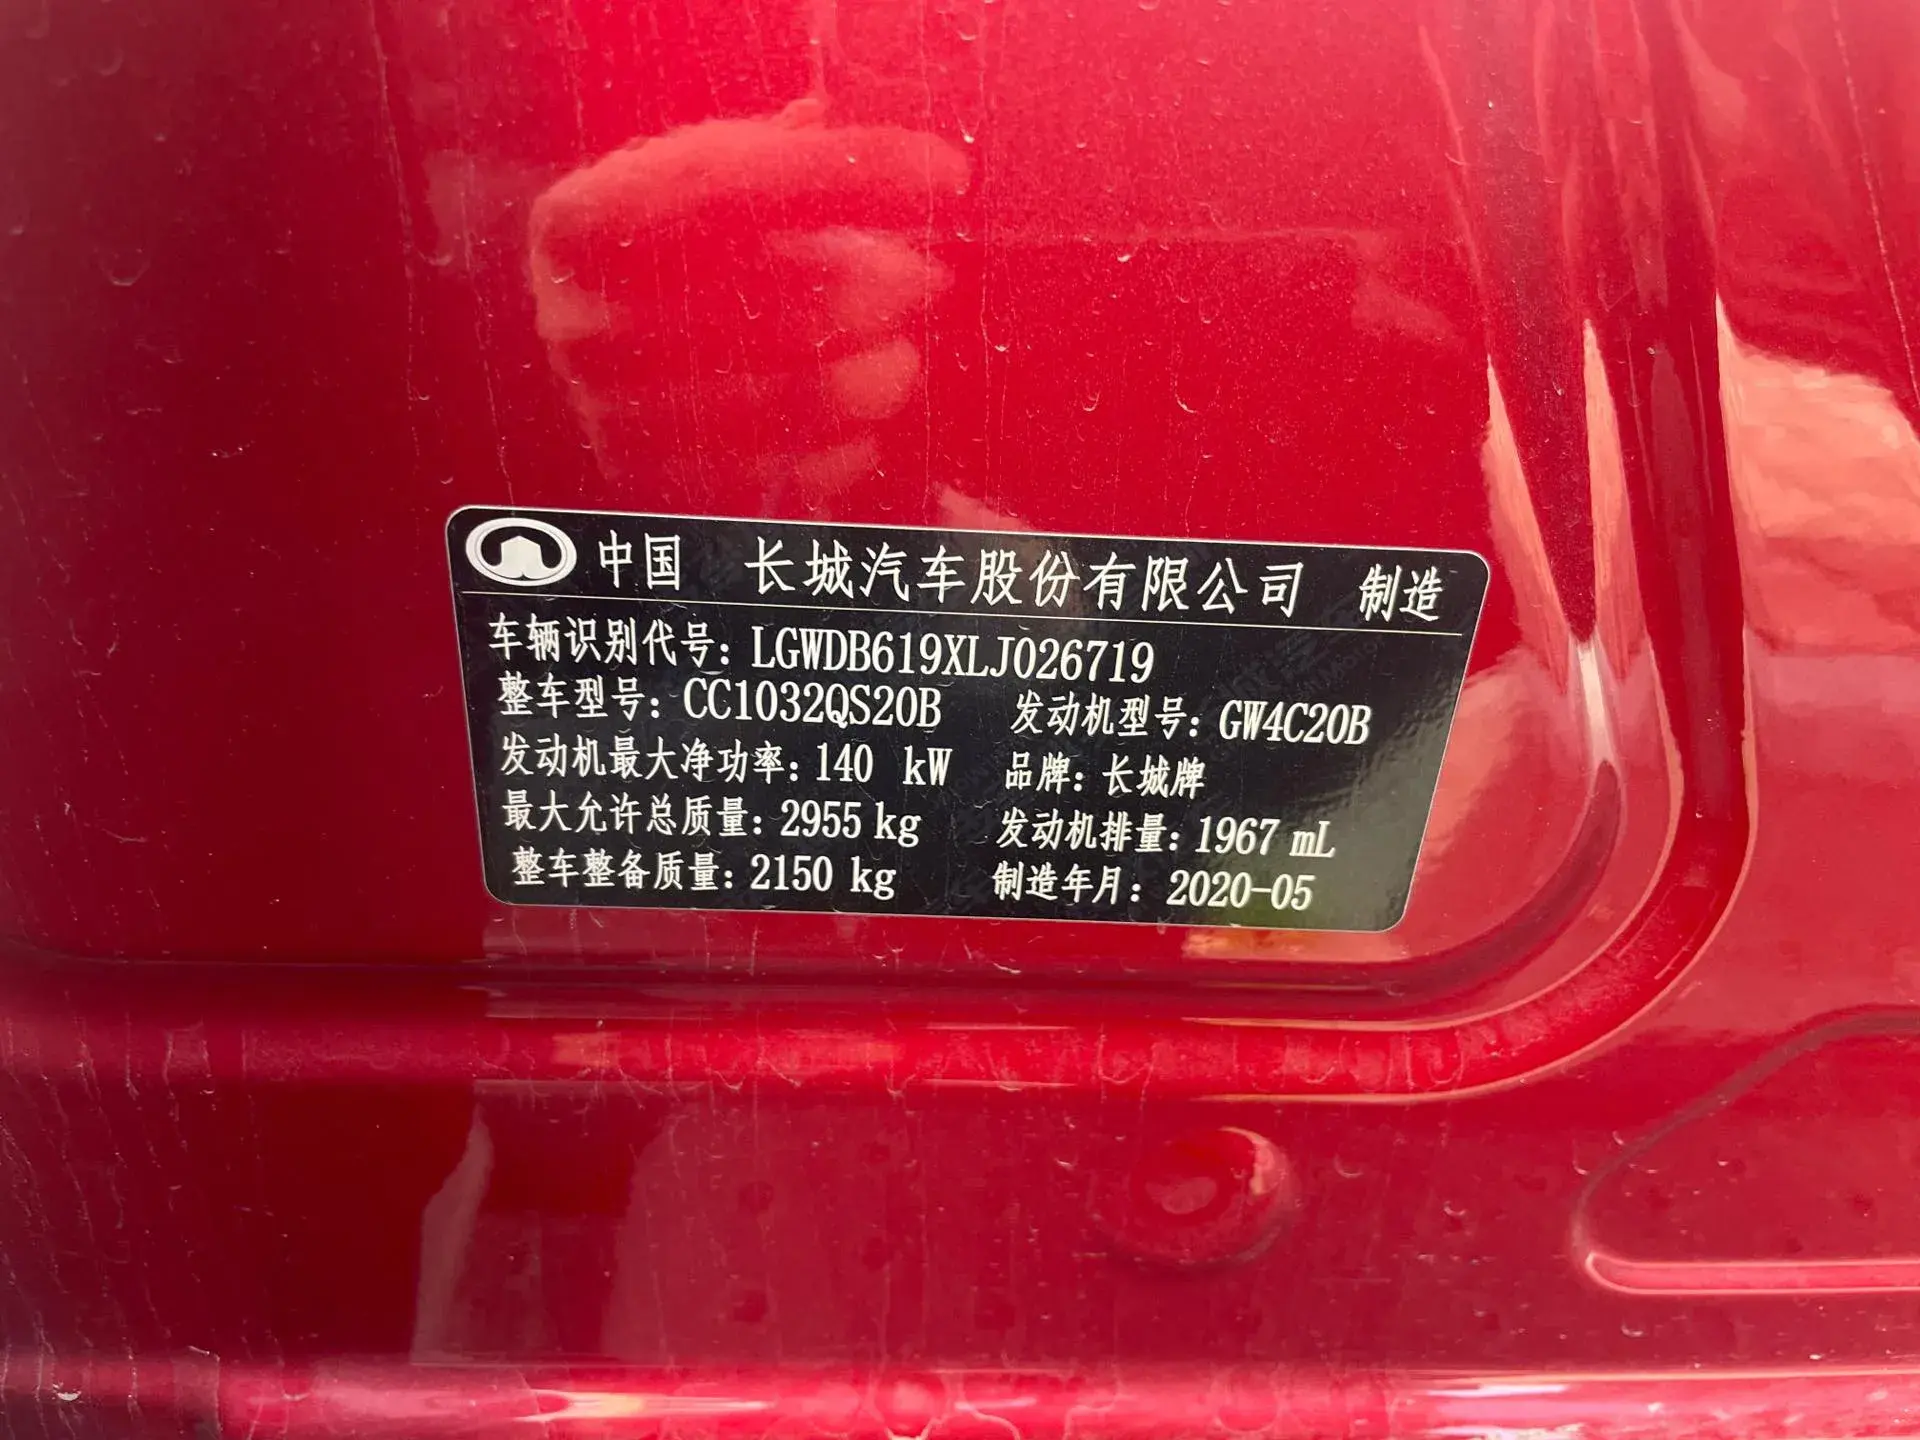 中国 长城汽车股份有限公司 制造
车辆识别代号：LGWDB619XLJ026719
整车型号：CC1032QS20B 发动机型号：GW4C20B
发动机最大净功率：140 kW 品牌：长城牌
最大允许总质量：2955 kg 发动机排量：1967 mL
整车整备质量：2150 kg 制造年月：2020-05